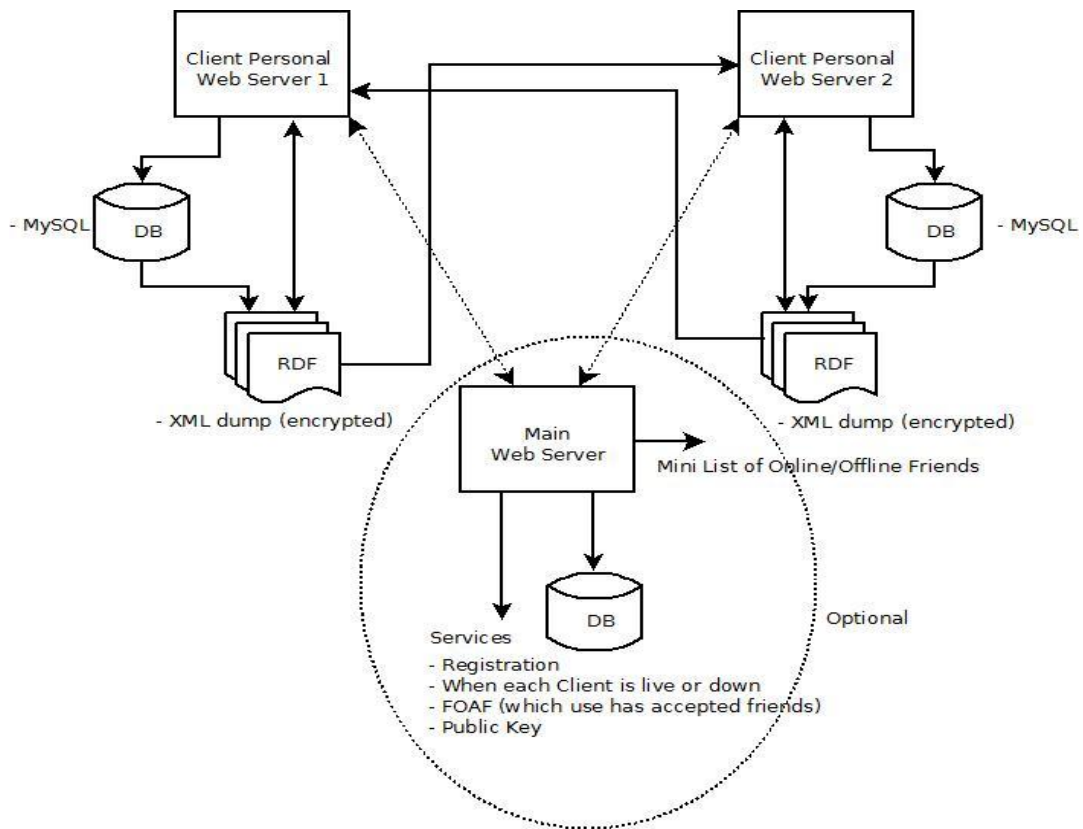 Client Personal
Web Server 1
Client Personal
Web Server 2
- MySQL
DB
DB
- MySQL
RDF
RDF
- XML dump (encrypted)
- XML dump (encrypted)
Main
Web Server
Mini List of Online/Offline Friends
DB
Optional
Services
- Registration
- When each Client is live or down
- FOAF (which use has accepted friends)
- Public Key